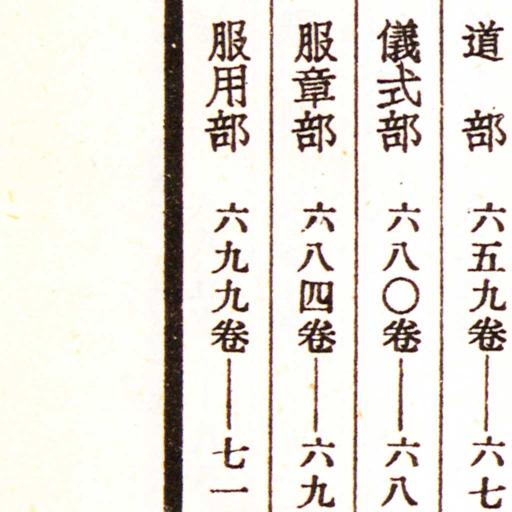 道部 六五九卷——六七
儀式部 六八〇卷——六八
服章部 六八四卷——六九
服用部 六九九卷——七一